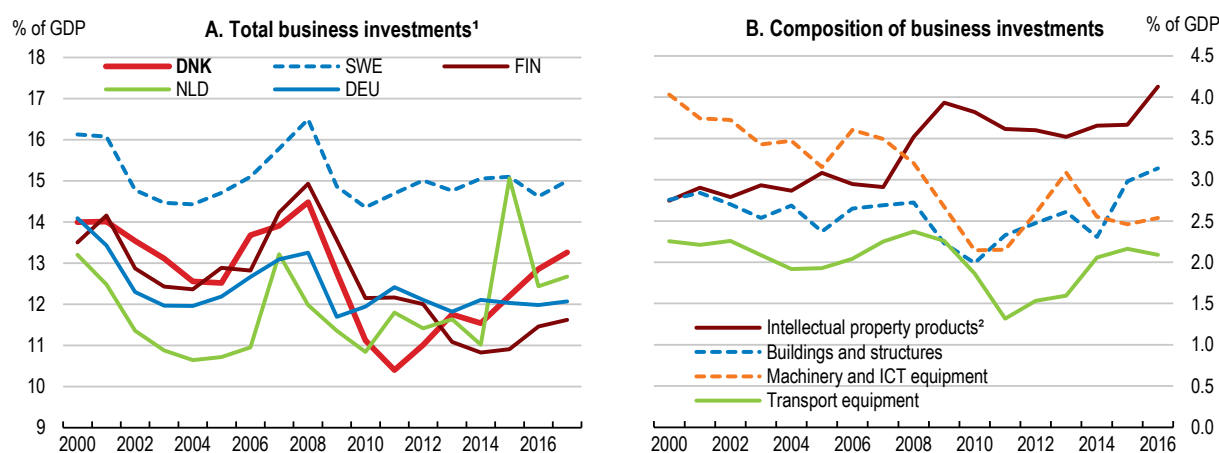 % of GDP
A. Total business investments¹
18
17
16
15
14
13
12
11
10
9
DNK
SWE
FIN
NLD
DEU
2000 2002 2004 2006 2008 2010 2012 2014 2016
B. Composition of business investments
% of GDP
4.5
4.0
3.5
3.0
2.5
2.0
1.5
1.0
0.5
0.0
Intellectual property products²
Buildings and structures
Machinery and ICT equipment
Transport equipment
2000 2002 2004 2006 2008 2010 2012 2014 2016